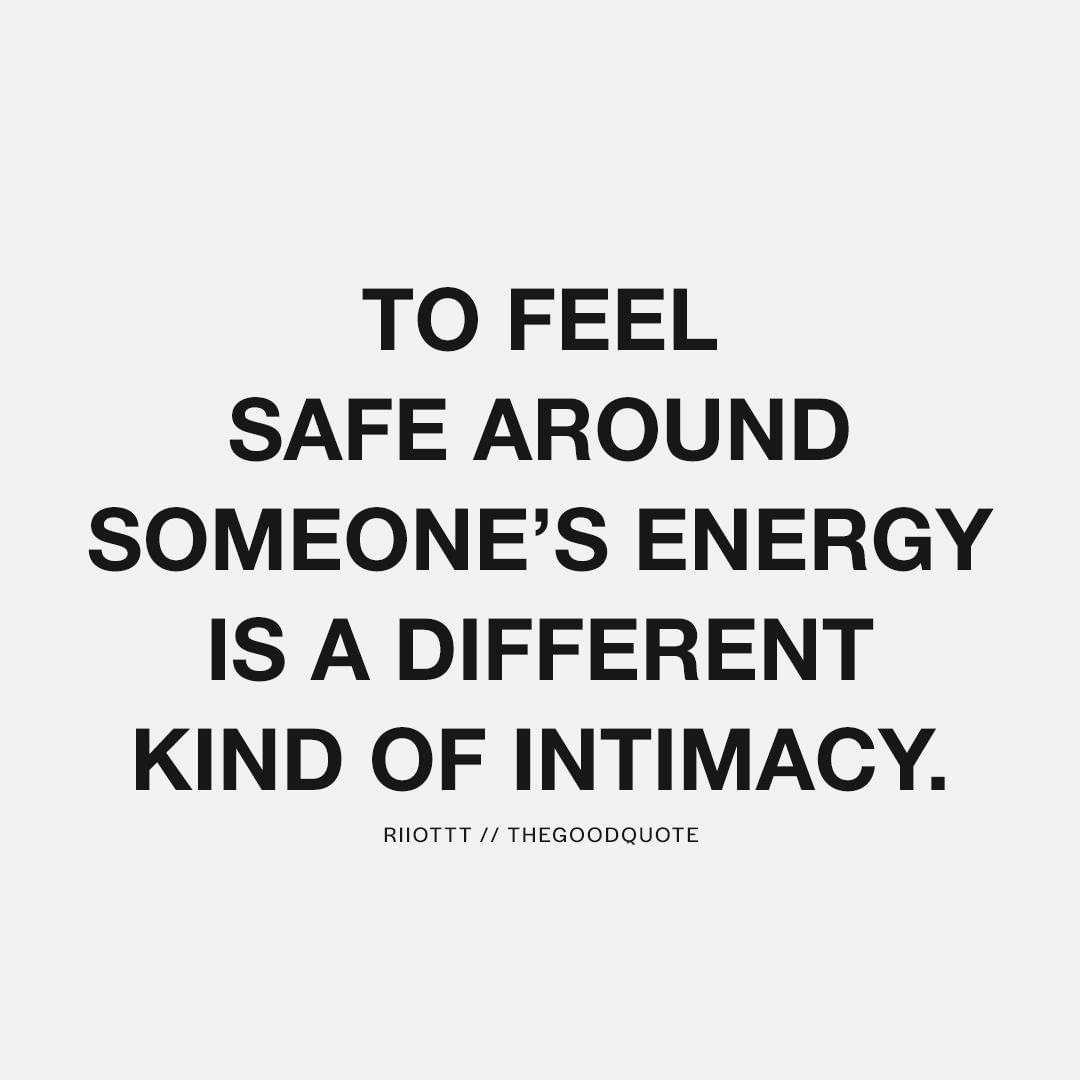 TO FEEL
SAFE AROUND
SOMEONE’S ENERGY
IS A DIFFERENT
KIND OF INTIMACY.
RIIOTTT // THEGOODQUOTE